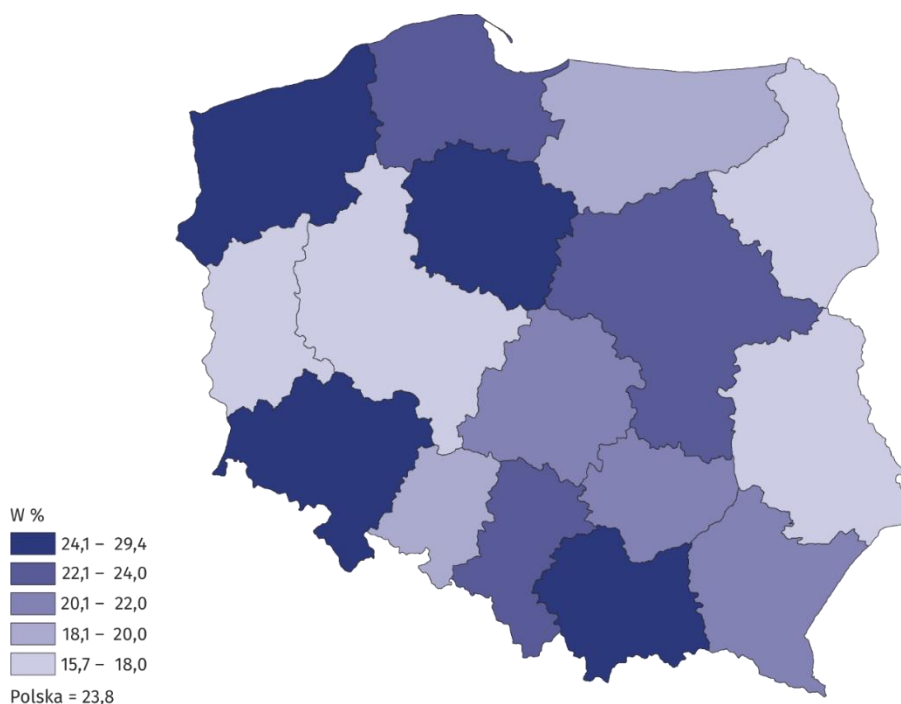 W %
24,1 – 29,4
22,1 – 24,0
20,1 – 22,0
18,1 – 20,0
15,7 – 18,0
Polska = 23,8